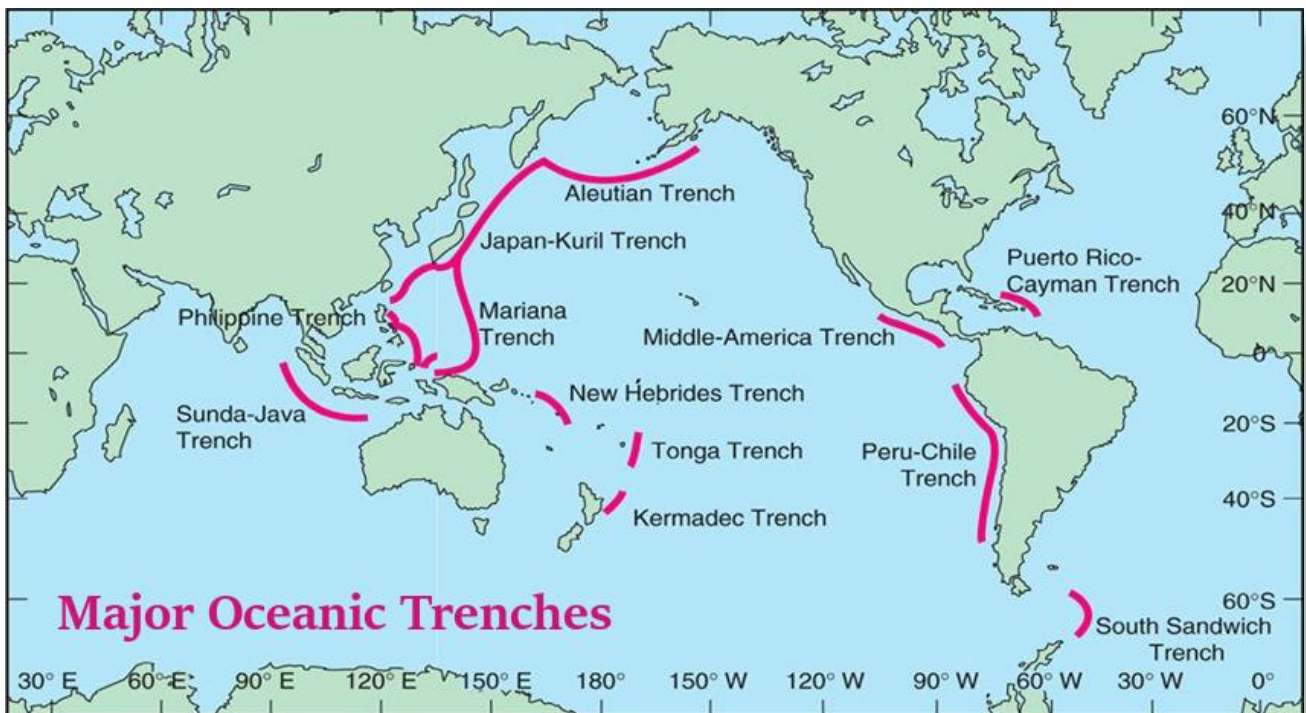 60°N
Aleutian Trench
40°N
Japan-Kuril Trench
Puerto Rico-
Cayman Trench
20°N
Philippine Trench
Mariana
Trench
Middle-America Trench
0°
New Hebrides Trench
Sunda-Java
Trench
20°S
Tonga Trench
Peru-Chile
Trench
40°S
Kermadec Trench
Major Oceanic Trenches
60°S
South Sandwich
Trench
30° E 60° E 90° E 120° E 150° E 180° 150° W 120° W 90° W 60° W 30° W 0°